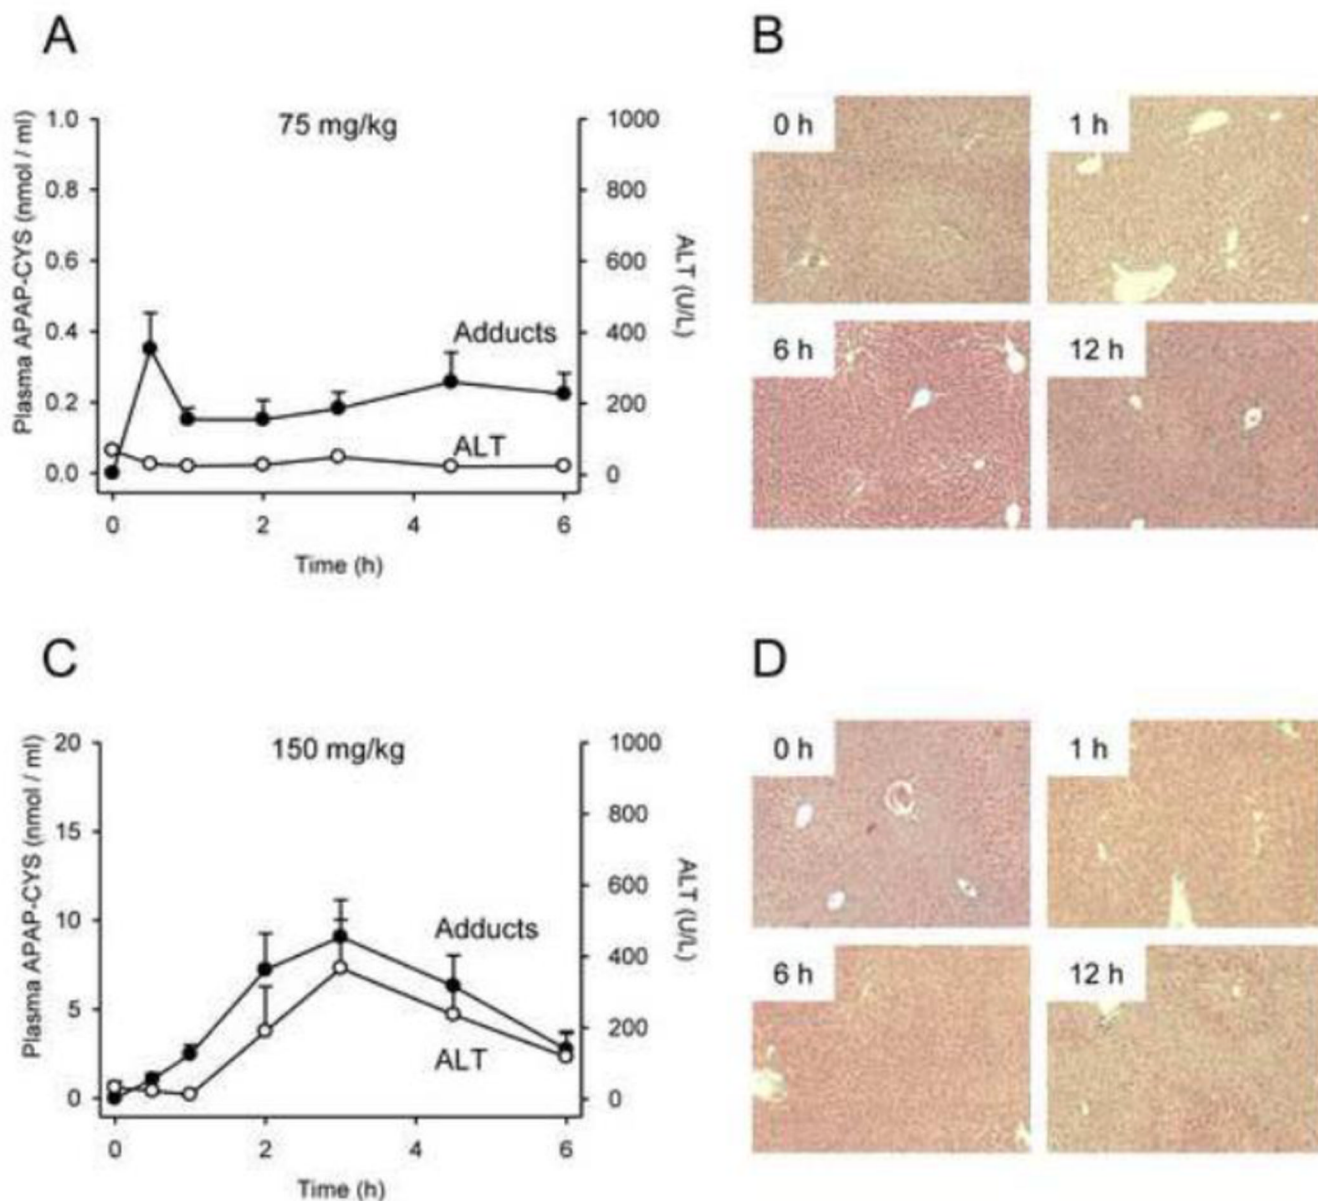 A
B
75 mg/kg
Plasma APAP-CYS (nmol / ml)
1.0
0.8
0.6
0.4
0.2
0.0
1000
800
600
400
200
0
ALT (U/L)
Adducts
ALT
0
2
4
6
Time (h)
0 h
1 h
6 h
12 h
C
D
150 mg/kg
Plasma APAP-CYS (nmol / ml)
20
15
10
5
0
1000
800
600
400
200
0
ALT (U/L)
Adducts
ALT
0
2
4
6
Time (h)
0 h
1 h
6 h
12 h